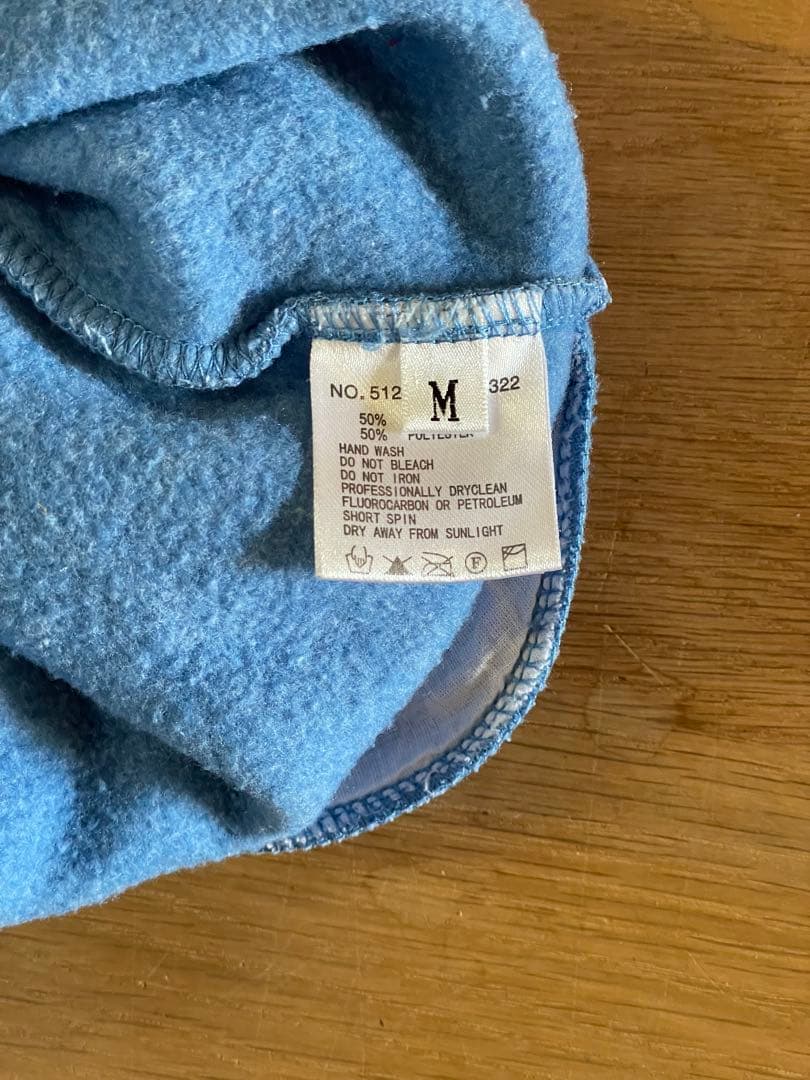 NO. 512 322
M
50%
50% POLYESTER
HAND WASH
DO NOT BLEACH
DO NOT IRON
PROFESSIONALLY DRYCLEAN
FLUOROCARBON OR PETROLEUM
SHORT SPIN
DRY AWAY FROM SUNLIGHT
F